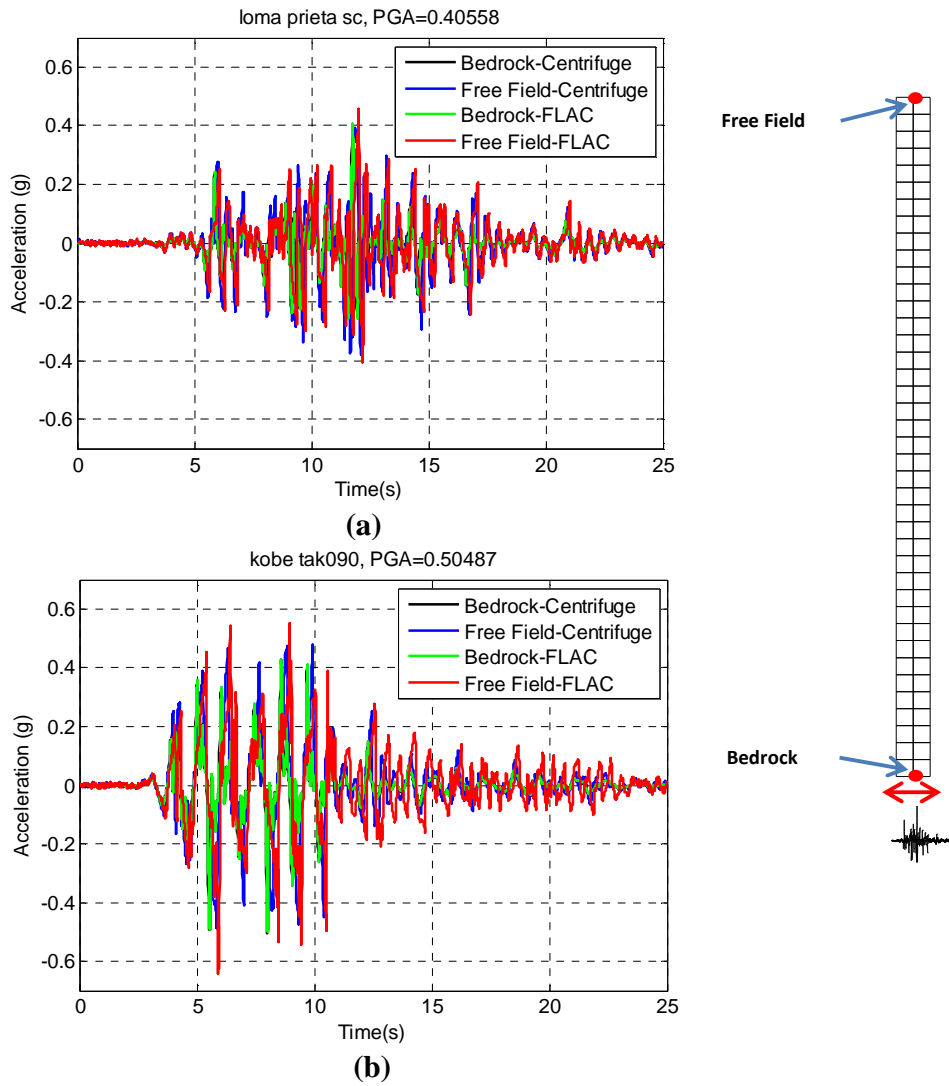 loma prieta sc, PGA=0.40558
0.6
0.4
0.2
0
-0.2
-0.4
-0.6
Acceleration (g)
Bedrock-Centrifuge
Free Field-Centrifuge
Bedrock-FLAC
Free Field-FLAC
0 5 10 15 20 25
Time(s)
(a)
kobe tak090, PGA=0.50487
0.6
0.4
0.2
0
-0.2
-0.4
-0.6
Acceleration (g)
Bedrock-Centrifuge
Free Field-Centrifuge
Bedrock-FLAC
Free Field-FLAC
0 5 10 15 20 25
Time(s)
(b)
Free Field
Bedrock